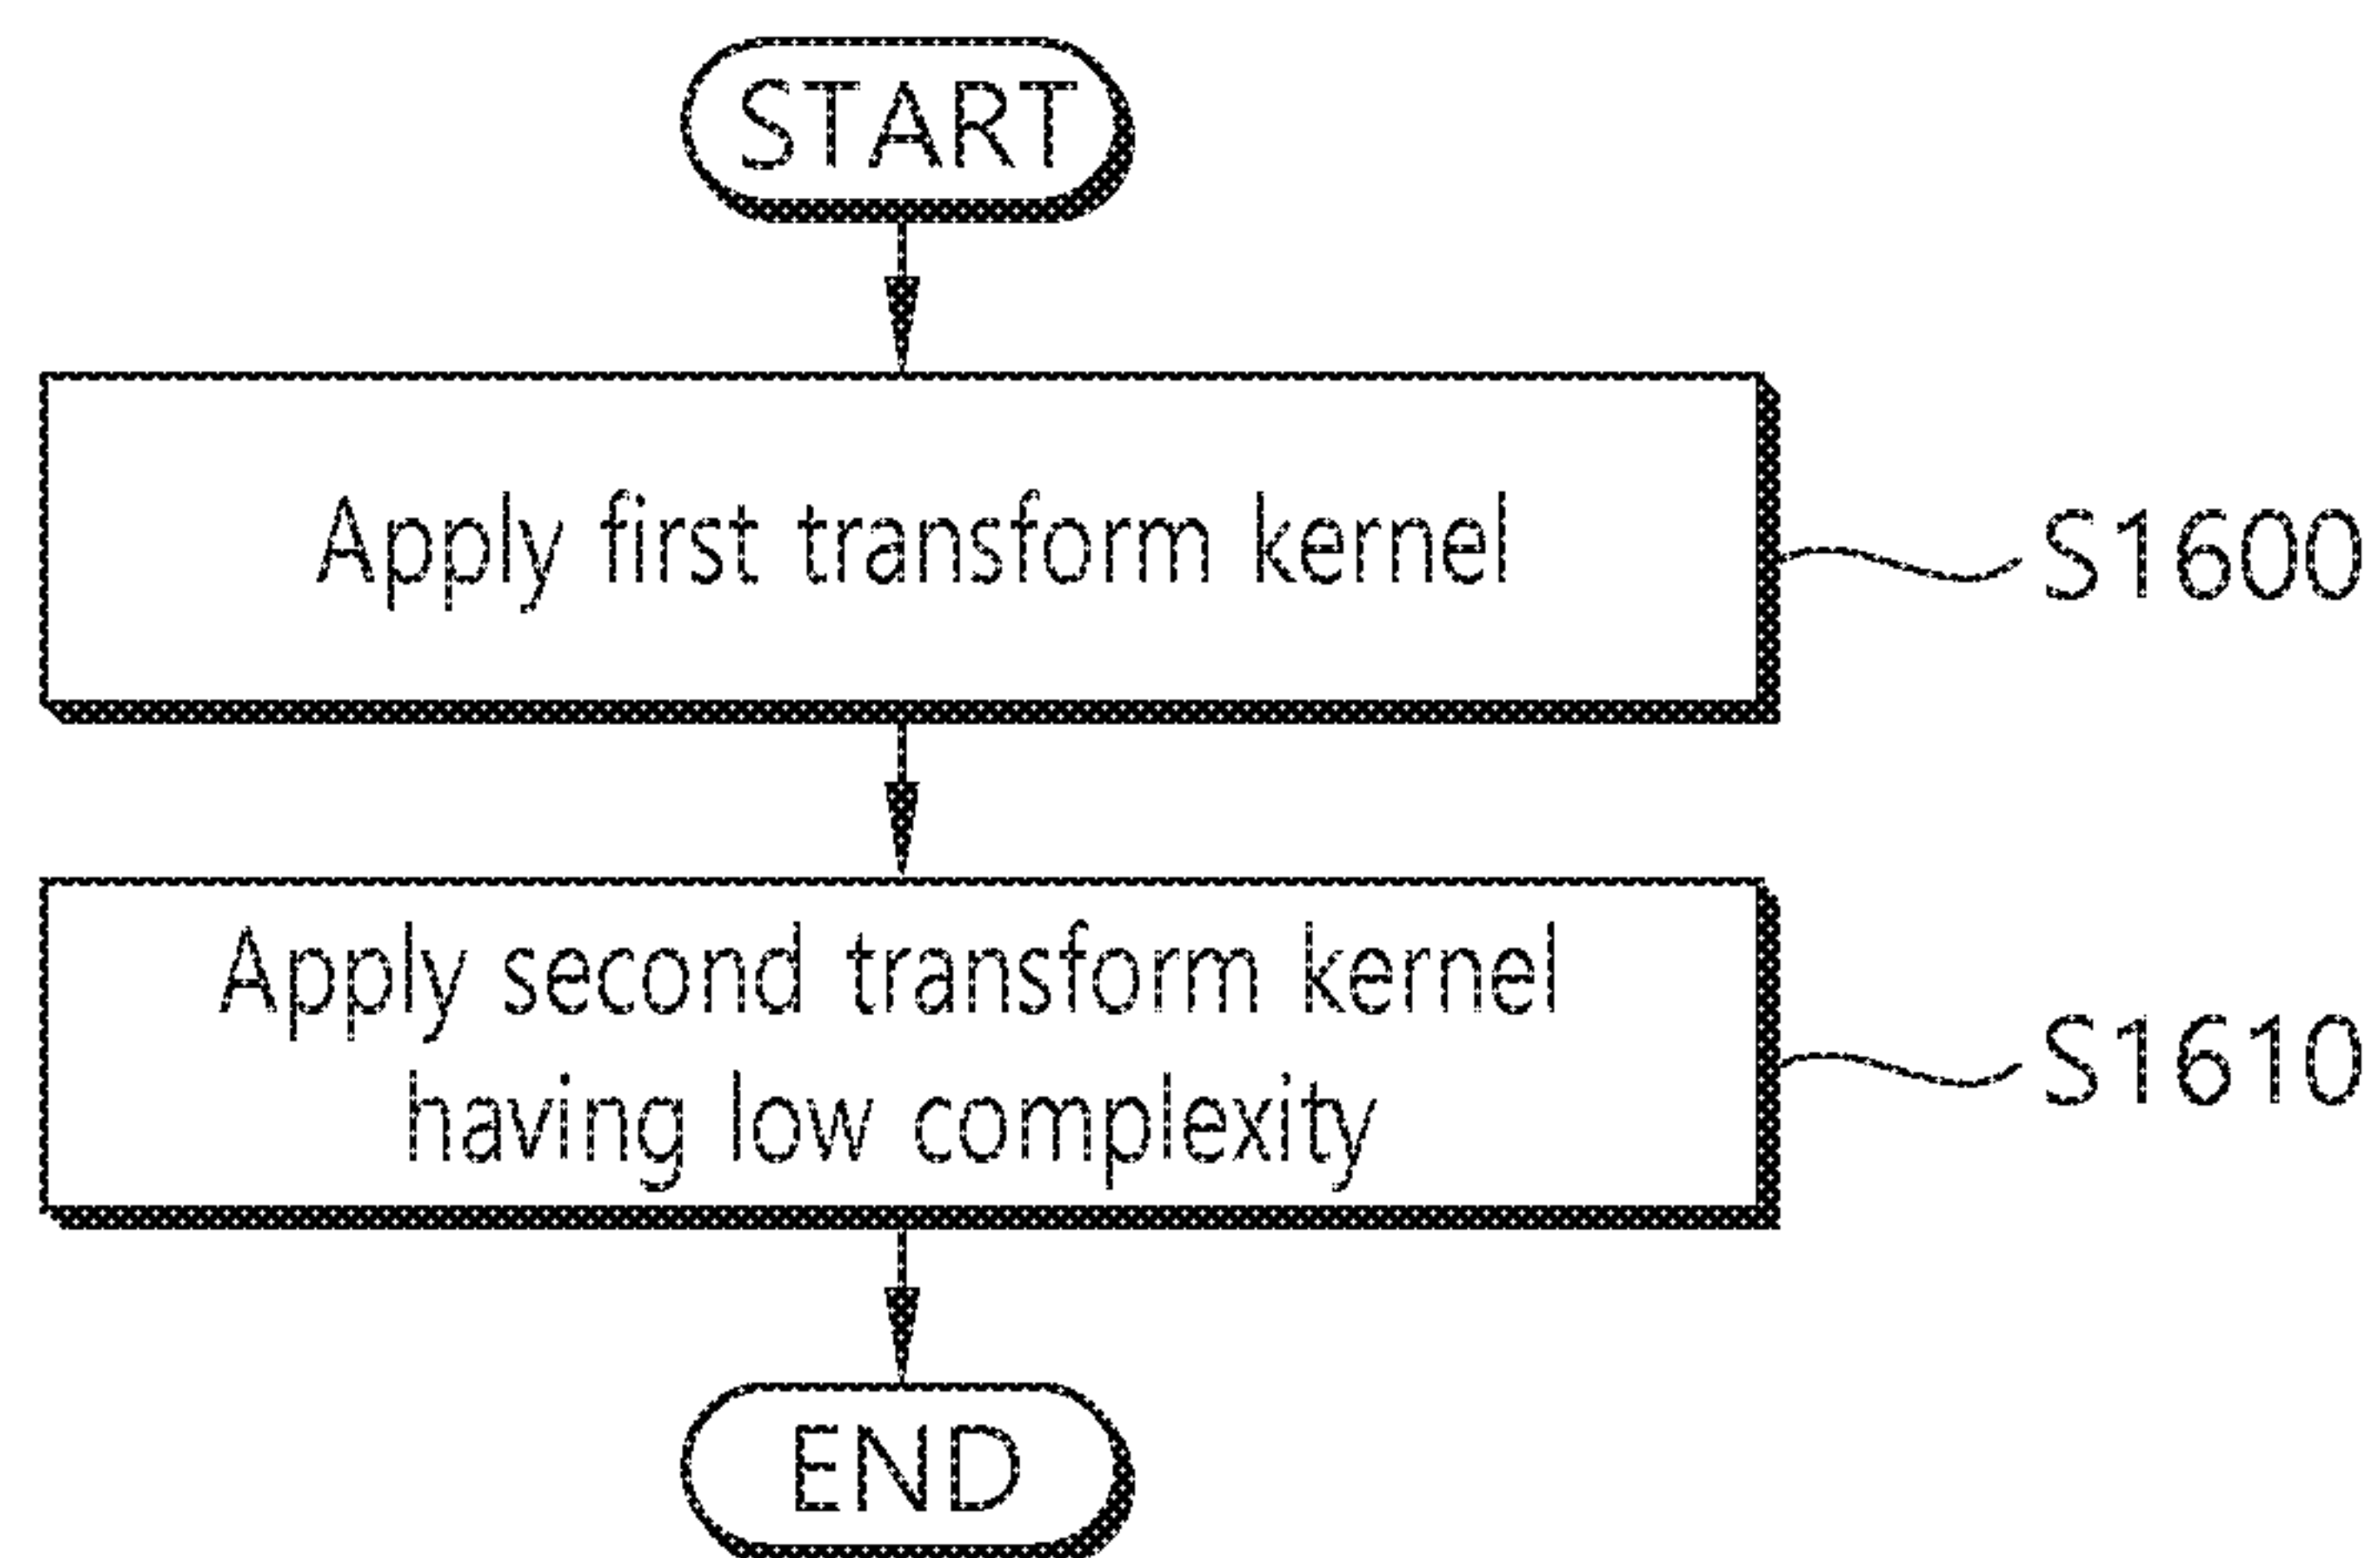 START
Apply first transform kernel
S1600
Apply second transform kernel
having low complexity
S1610
END